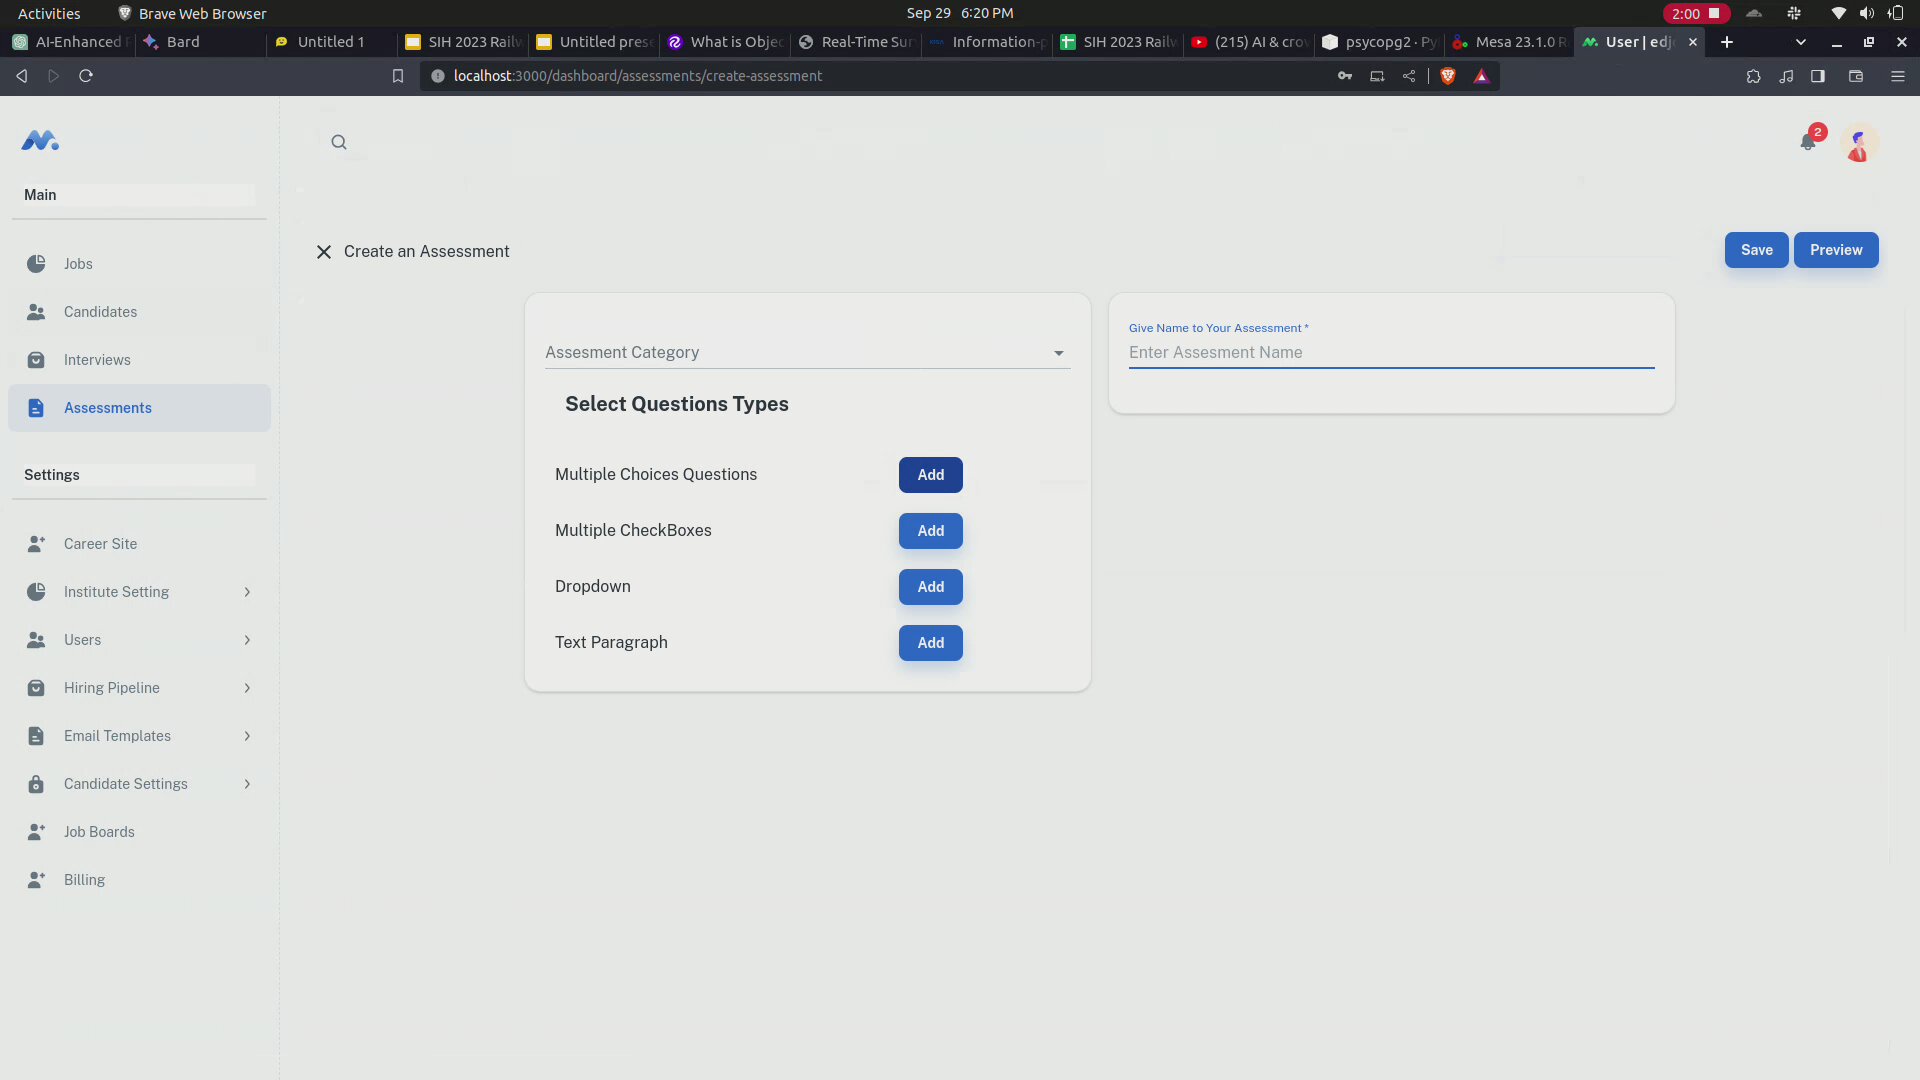 Activities
Brave Web Browser
Sep 29 6:20 PM
2:00
AI-Enhanced
Bard
Untitled 1
SIH 2023 Railw
Untitled prese
What is Objec
Real-Time Sur
Information-p
SIH 2023 Railw
(215) AI & crow
psycopg2 · Py
Mesa 23.1.0 R
User | edj
localhost:3000/dashboard/assessments/create-assessment
2
Main
Jobs
Candidates
Interviews
Assessments
Settings
Career Site
Institute Setting
Users
Hiring Pipeline
Email Templates
Candidate Settings
Job Boards
Billing
Create an Assessment
Save
Preview
Assesment Category
Select Questions Types
Multiple Choices Questions
Add
Multiple CheckBoxes
Add
Dropdown
Add
Text Paragraph
Add
Give Name to Your Assessment *
Enter Assesment Name